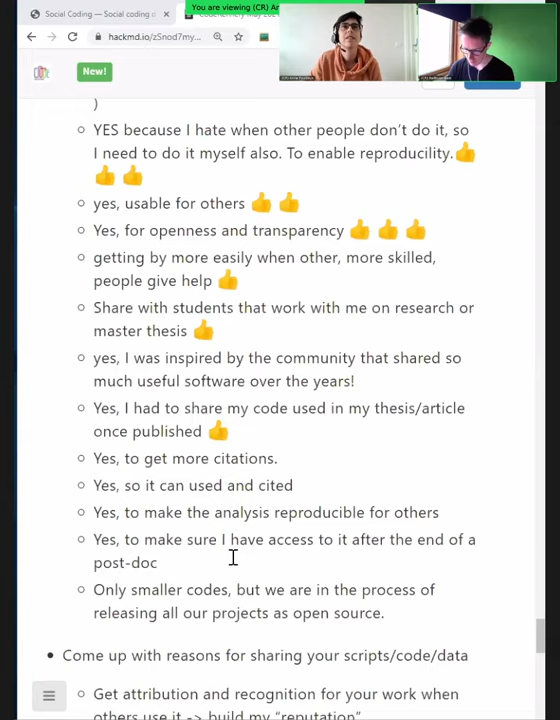 You are viewing (CR) An
Social Coding — Social coding d
CodeRefinery May 202
hackmd.io/zSnod7my...
New!
)
YES because I hate when other people don't do it, so
I need to do it myself also. To enable reprocility.👍
👍 👍
yes, usable for others 👍 👍
Yes, for openness and transparency 👍 👍 👍
getting by more easily when other, more skilled,
people give help 👍
Share with students that work with me on research or
master thesis 👍
yes, I was inspired by the community that shared so
much useful software over the years!
Yes, I had to share my code used in my thesis/article
once published 👍
Yes, to get more citations.
Yes, so it can used and cited
Yes, to make the analysis reproducible for others
Yes, to make sure I have access to it after the end of a
post-doc
Only smaller codes, but we are in the process of
releasing all our projects as open source.
Come up with reasons for sharing your scripts/code/data
Get attribution and recognition for your work when
others use it -> build my "reputation"